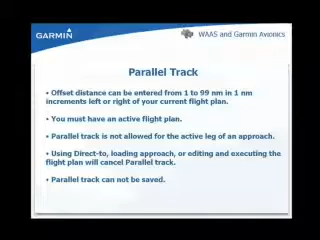 GARMIN
WAAS and Garmin Avionics
Parallel Track
• Offset distance can be entered from 1 to 99 nm in 1 nm
increments left or right of your current flight plan.
• You must have an active flight plan.
• Parallel track is not allowed for the active leg of an approach.
• Using Direct-to, loading approach, or editing and executing the
flight plan will cancel Parallel track.
• Parallel track can not be saved.